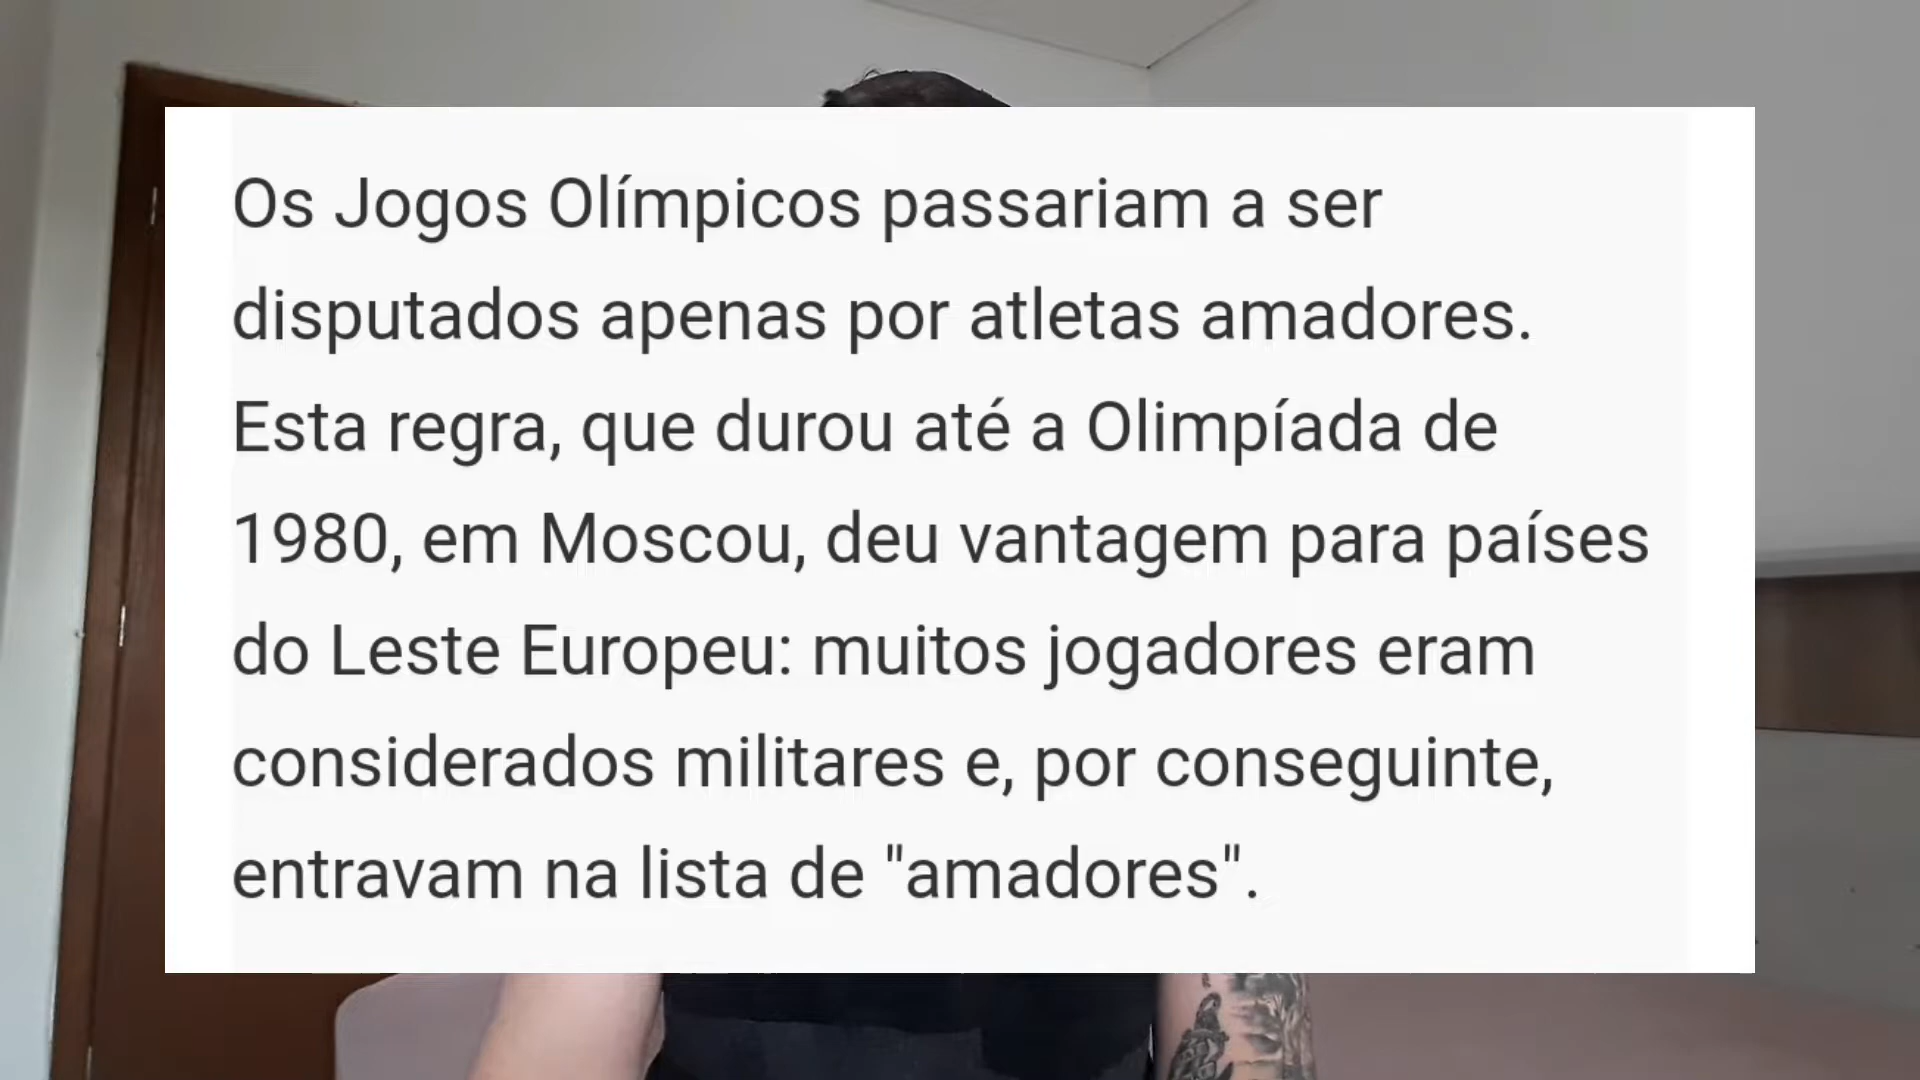 Os Jogos Olímpicos passariam a ser
disputados apenas por atletas amadores.
Esta regra, que durou até a Olimpíada de
1980, em Moscou, deu vantagem para países
do Leste Europeu: muitos jogadores eram
considerados militares e, por conseguinte,
entravam na lista de "amadores".